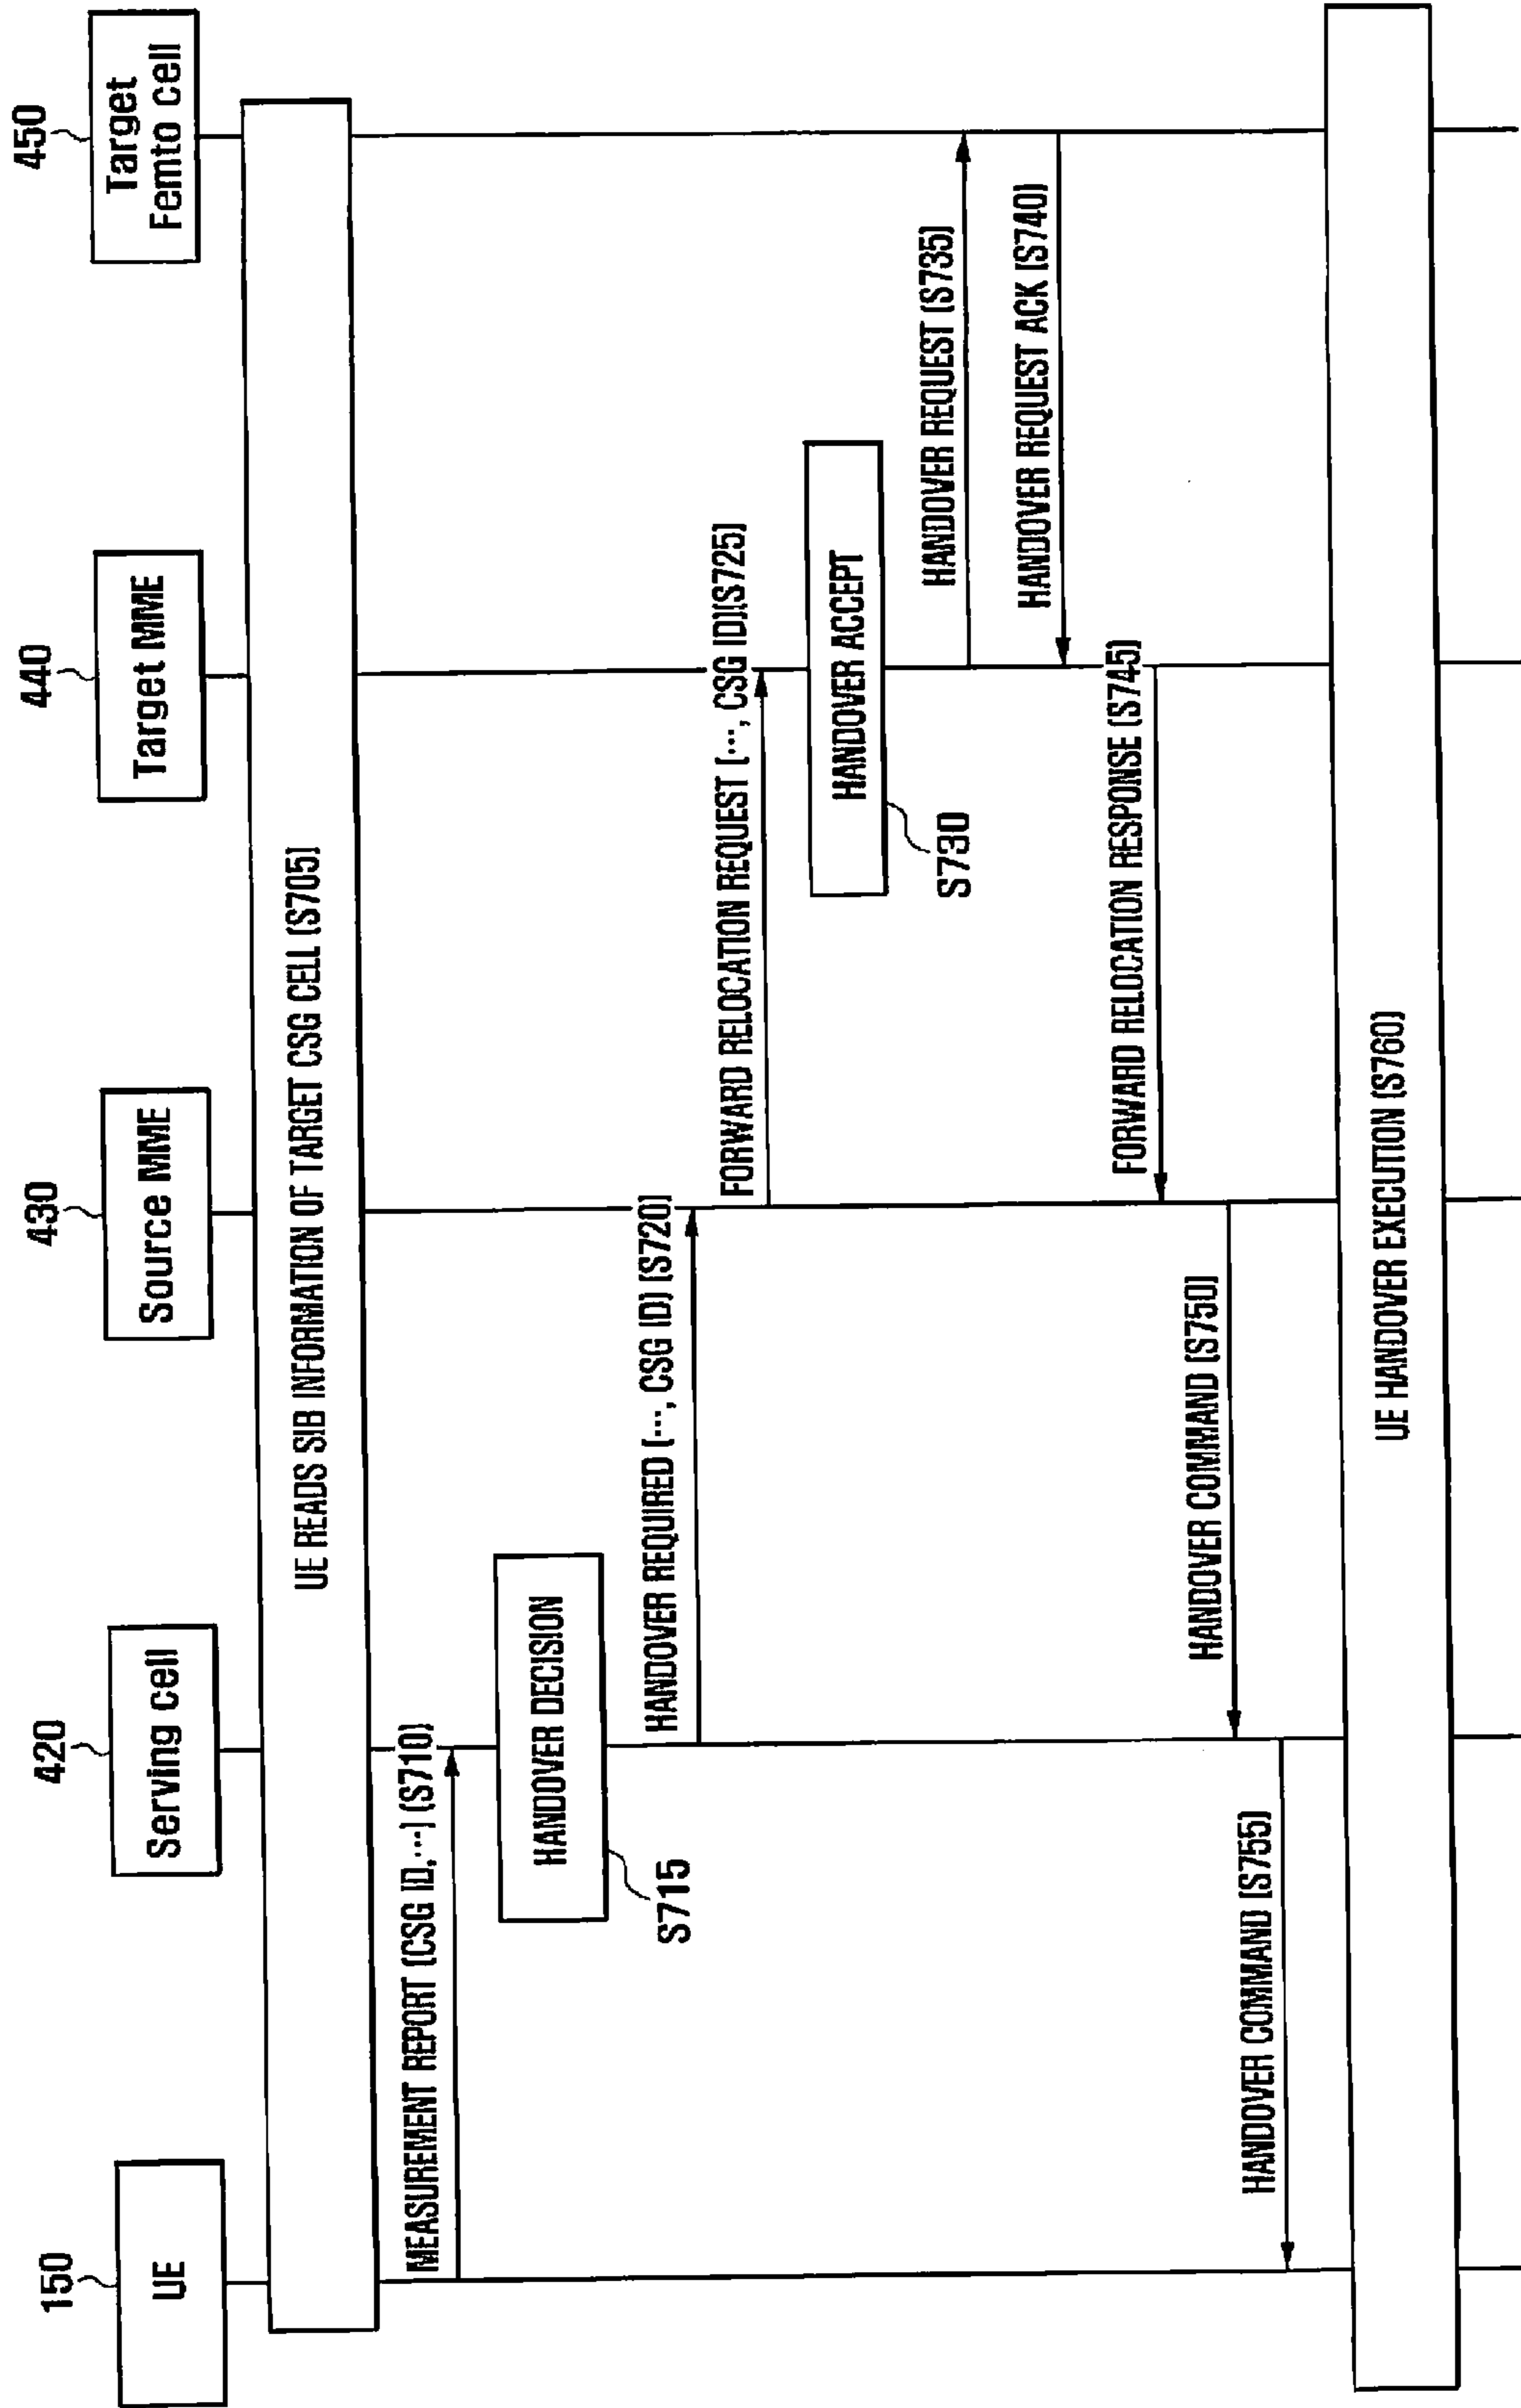 150
UE
420
Serving cell
430
Source MME
440
Target MME
450
Target
Femto cell
UE READS SIB INFORMATION OF TARGET CSG CELL (S705)
MEASUREMENT REPORT (CSG ID,···) (S710)
HANDOVER DECISION
S715
HANDOVER REQUIRED (···, CSG ID) (S720)
FORWARD RELOCATION REQUEST (···, CSG ID)(S725)
HANDOVER ACCEPT
S730
HANDOVER REQUEST (S735)
HANDOVER REQUEST ACK (S740)
FORWARD RELOCATION RESPONSE (S745)
HANDOVER COMMAND (S750)
HANDOVER COMMAND (S755)
UE HANDOVER EXECUTION (S760)